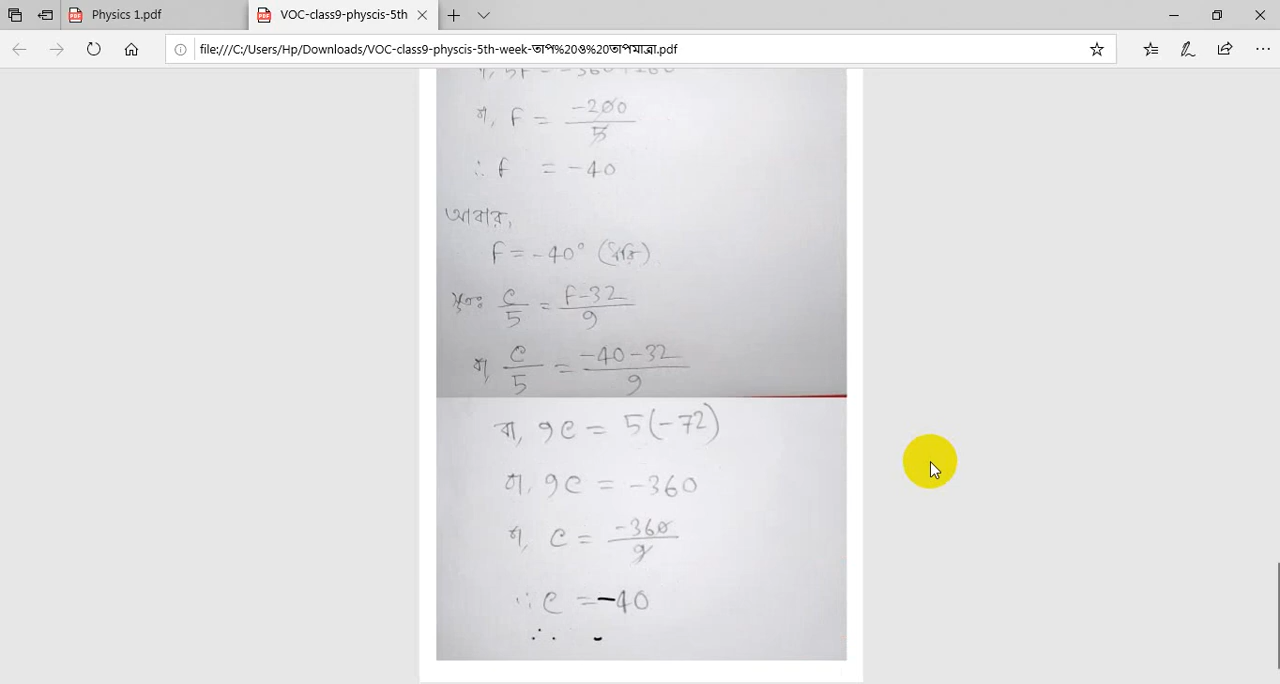 Physics 1.pdf
VOC-class9-physcis-5th
file:///C:/Users/Hp/Downloads/VOC-class9-physcis-5th-week-তাপ%20ও%20তাপমাত্রা.pdf
বা, F = -200/5
∴ F = -40
আবার,
F = -40° (ধরি)
সূত্রঃ C/5 = F-32/9
বা, C/5 = -40-32/9
বা, 9C = 5(-72)
বা, 9C = -360
বা, C = -360/9
∴ C = -40
∴ -